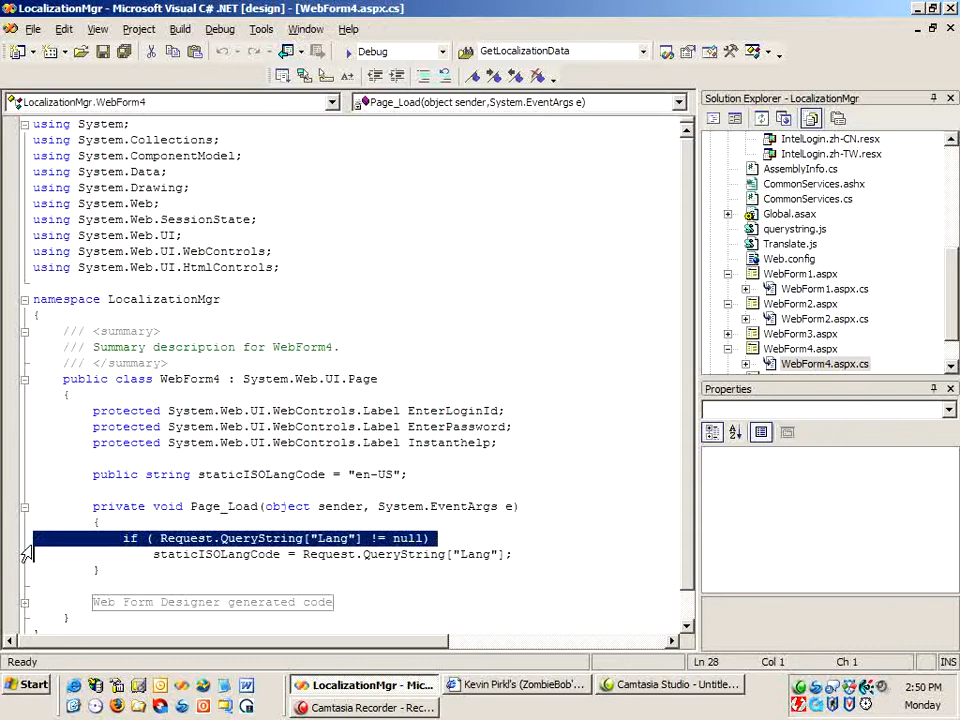 LocalizationMgr - Microsoft Visual C# .NET [design] - [WebForm4.aspx.cs]
File Edit View Project Build Debug Tools Window Help
Debug GetLocalizationData
LocalizationMgr.WebForm4 Page_Load(object sender,System.EventArgs e)
using System;
using System.Collections;
using System.ComponentModel;
using System.Data;
using System.Drawing;
using System.Web;
using System.Web.SessionState;
using System.Web.UI;
using System.Web.UI.WebControls;
using System.Web.UI.HtmlControls;
namespace LocalizationMgr
{
/// <summary>
/// Summary description for WebForm4.
/// </summary>
public class WebForm4 : System.Web.UI.Page
{
protected System.Web.UI.WebControls.Label EnterLoginId;
protected System.Web.UI.WebControls.Label EnterPassword;
protected System.Web.UI.WebControls.Label Instanthelp;
public string staticISOLangCode = "en-US";
private void Page_Load(object sender, System.EventArgs e)
{
if ( Request.QueryString["Lang"] != null)
staticISOLangCode = Request.QueryString["Lang"];
}
Web Form Designer generated code
}
Solution Explorer - LocalizationMgr
IntelLogin.zh-CN.resx
IntelLogin.zh-TW.resx
AssemblyInfo.cs
CommonServices.ashx
CommonServices.cs
Global.asax
querystring.js
Translate.js
Web.config
WebForm1.aspx
WebForm1.aspx.cs
WebForm2.aspx
WebForm2.aspx.cs
WebForm3.aspx
WebForm4.aspx
WebForm4.aspx.cs
Properties
Ready Ln 28 Col 1 Ch 1 INS
Start LocalizationMgr - Mic... Kevin Pirkl's (ZombieBob'... Camtasia Studio - Untitle... 2:50 PM
Camtasia Recorder - Rec... Monday